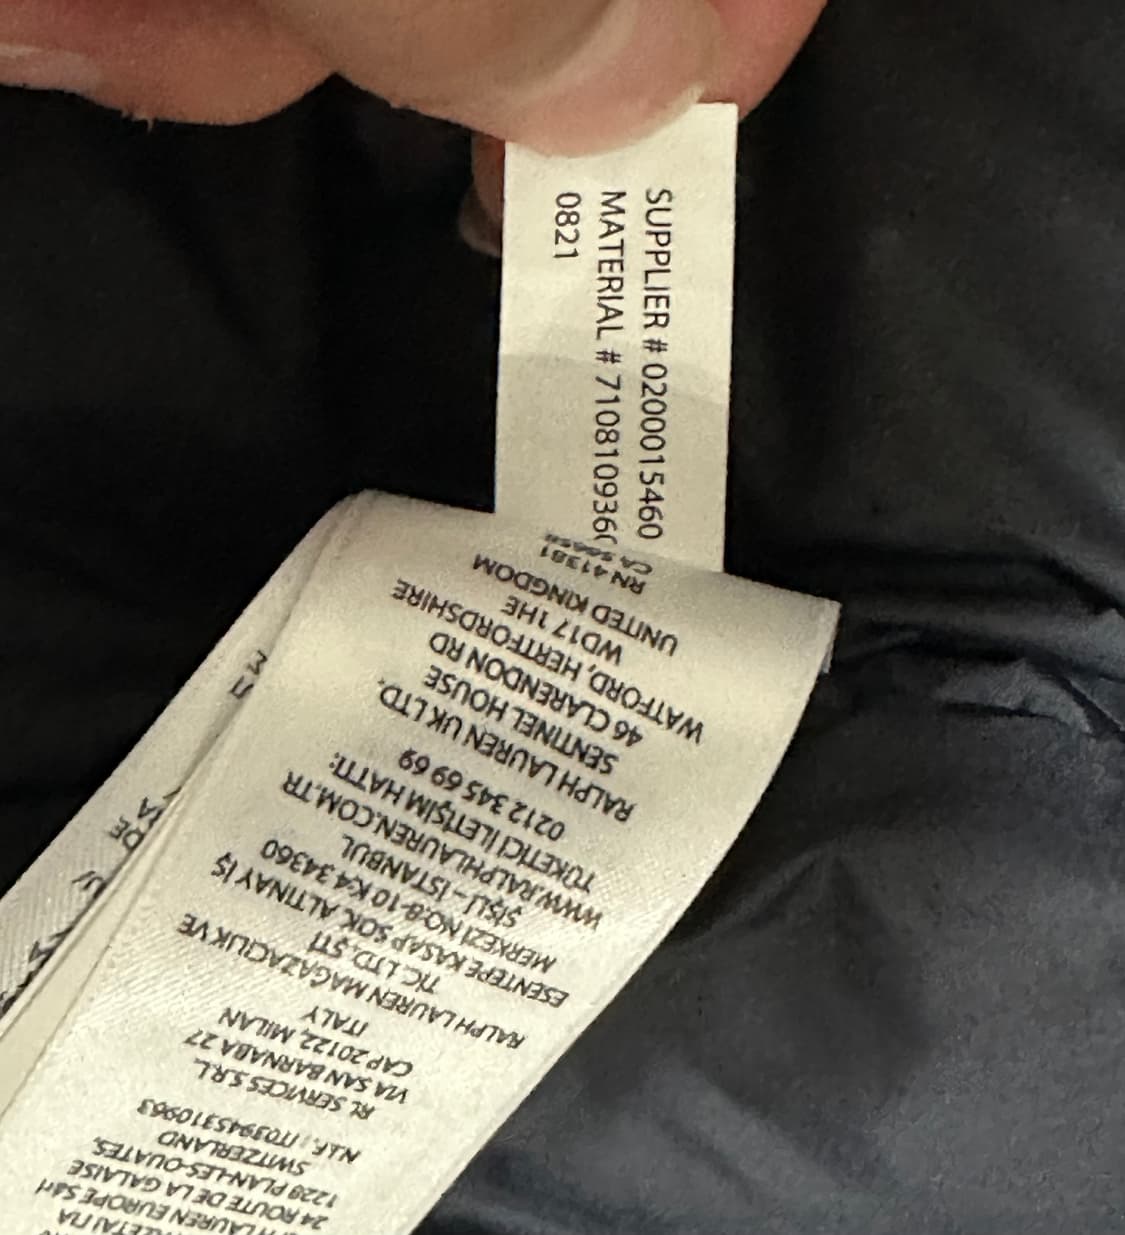 SUPPLIER # 0200015460
MATERIAL # 710810936
0821
24 ROUTE DE LA GALAISE
1228 PLAN-LES-OUATES,
SWITZERLAND
N.I.F.: IT03945310963
RL SERVICES S.R.L.
VIA SAN BARNABA 27
CAP 20122, MILAN
ITALY
RALPH LAUREN MAGAZACILIK VE
TİC. LTD. ŞTİ
ESENTEPE KASAP SOK. ALTINAY İŞ
MERKEZİ NO:8-10 K:4 34360
ŞİŞLİ - İSTANBUL
WWW.RALPHLAUREN.COM.TR
TÜKETİCİ İLETİŞİM HATTI:
0212 345 69 69
RALPH LAUREN UK LTD.
SENTINEL HOUSE
46 CLARENDON RD
WATFORD, HERTFORDSHIRE
WD17 1HE
UNITED KINGDOM
RN 41381